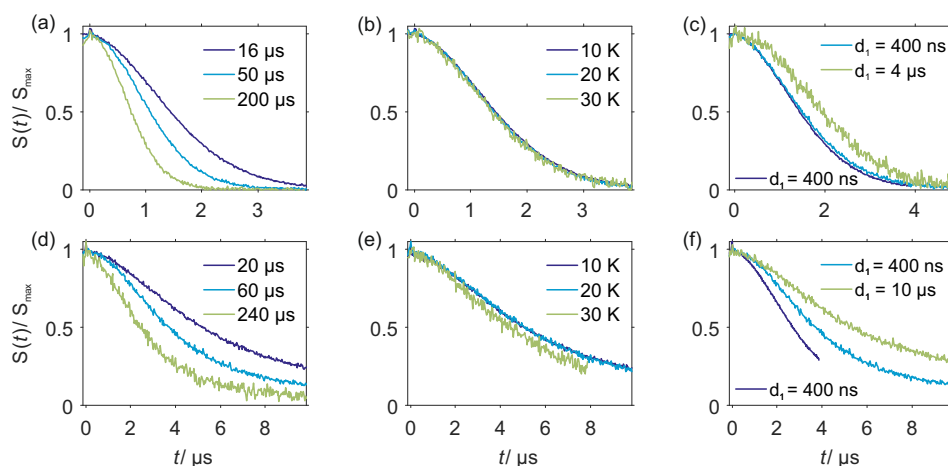 (a)
S(t)/ Smax
1
0.5
0
16 µs
50 µs
200 µs
0 1 2 3
(b)
1
0.5
0
10 K
20 K
30 K
0 1 2 3
(c)
1
0.5
0
d1 = 400 ns
d1 = 4 µs
d1 = 400 ns
0 2 4
(d)
S(t)/ Smax
1
0.5
0
20 µs
60 µs
240 µs
0 2 4 6 8
t/ µs
(e)
1
0.5
0
10 K
20 K
30 K
0 2 4 6 8
t/ µs
(f)
1
0.5
0
d1 = 400 ns
d1 = 10 µs
d1 = 400 ns
0 2 4 6 8
t/ µs